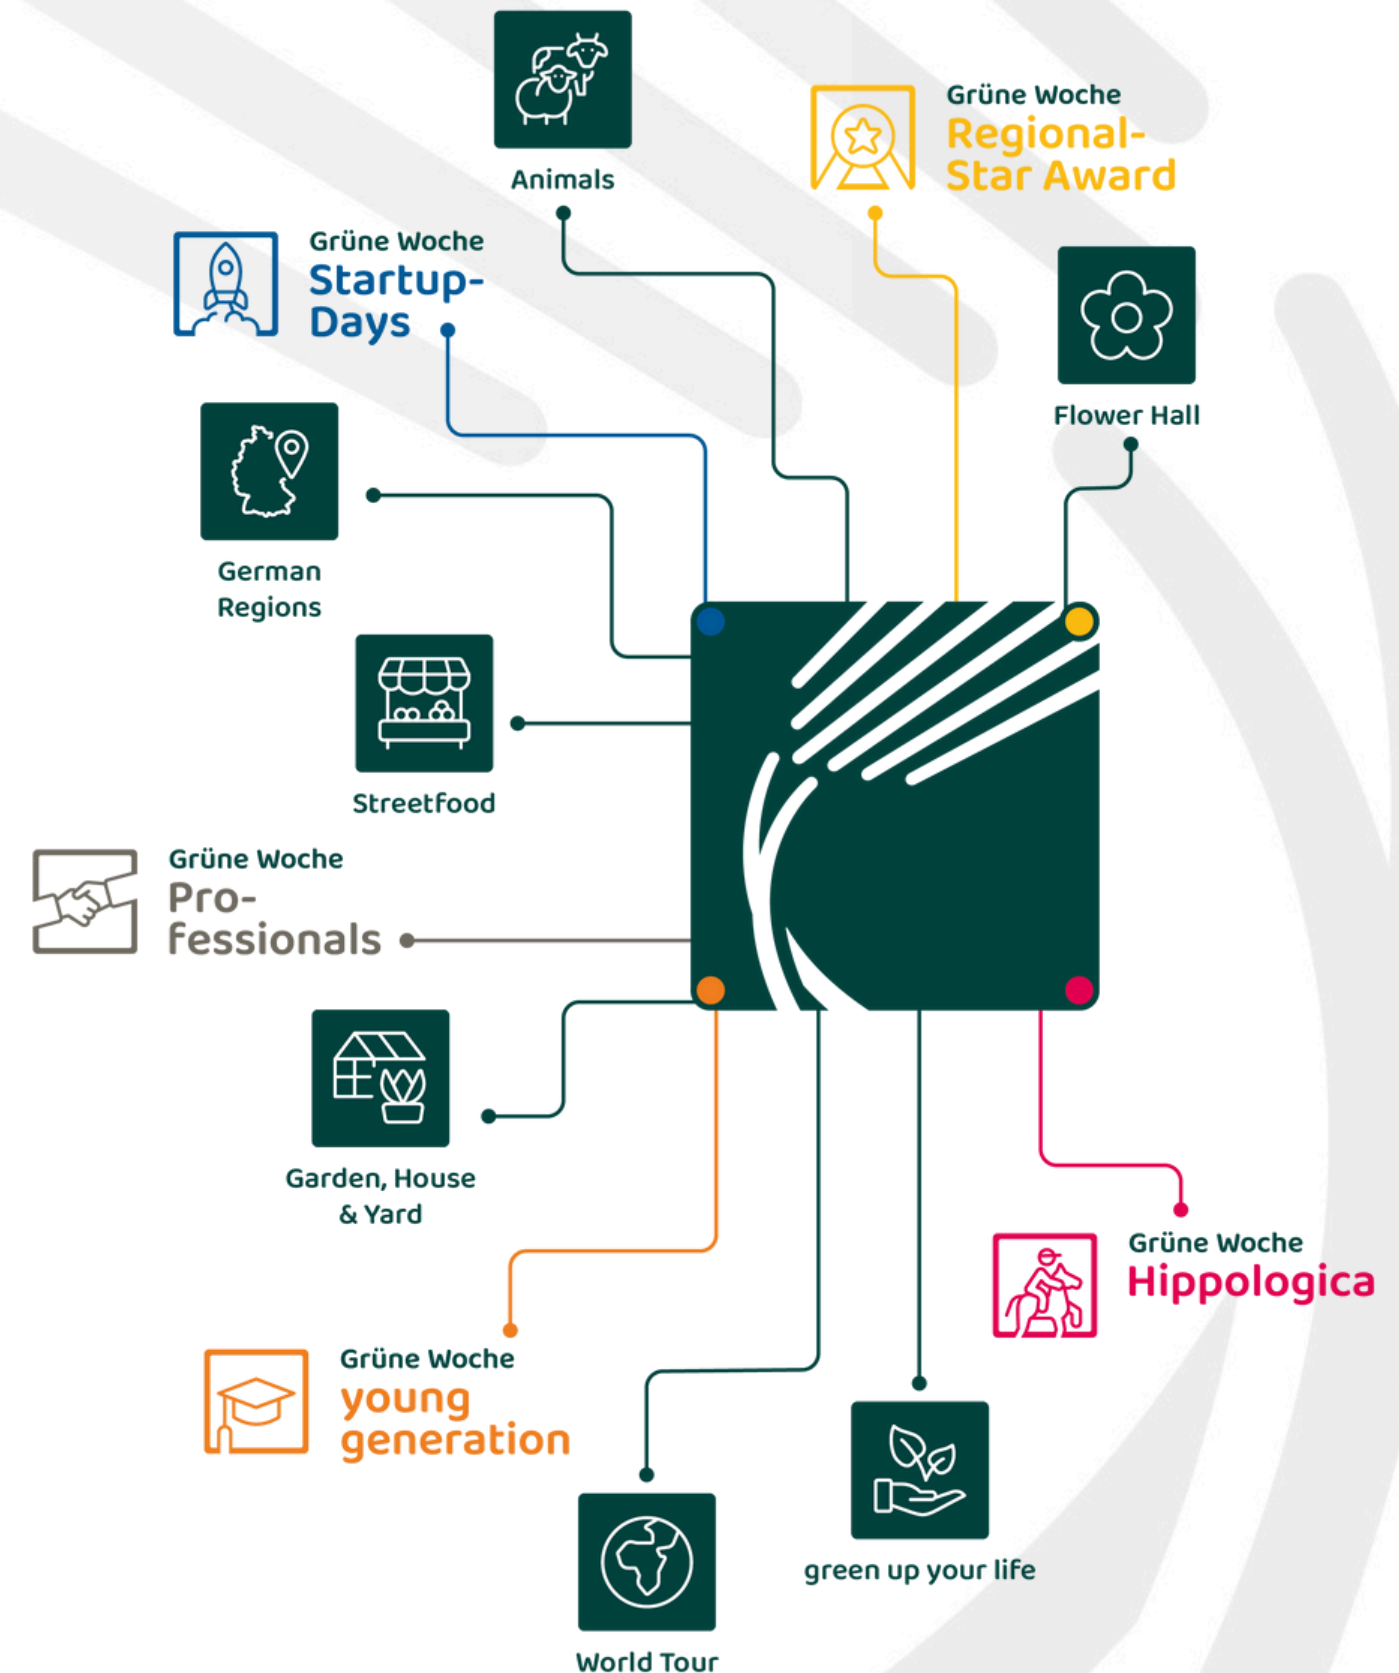 Animals
Grüne Woche
Regional-
Star Award
Grüne Woche
Startup-
Days
Flower Hall
German
Regions
Streetfood
Grüne Woche
Pro-
fessionals
Garden, House
& Yard
Grüne Woche
Hippologica
Grüne Woche
young
generation
green up your life
World Tour